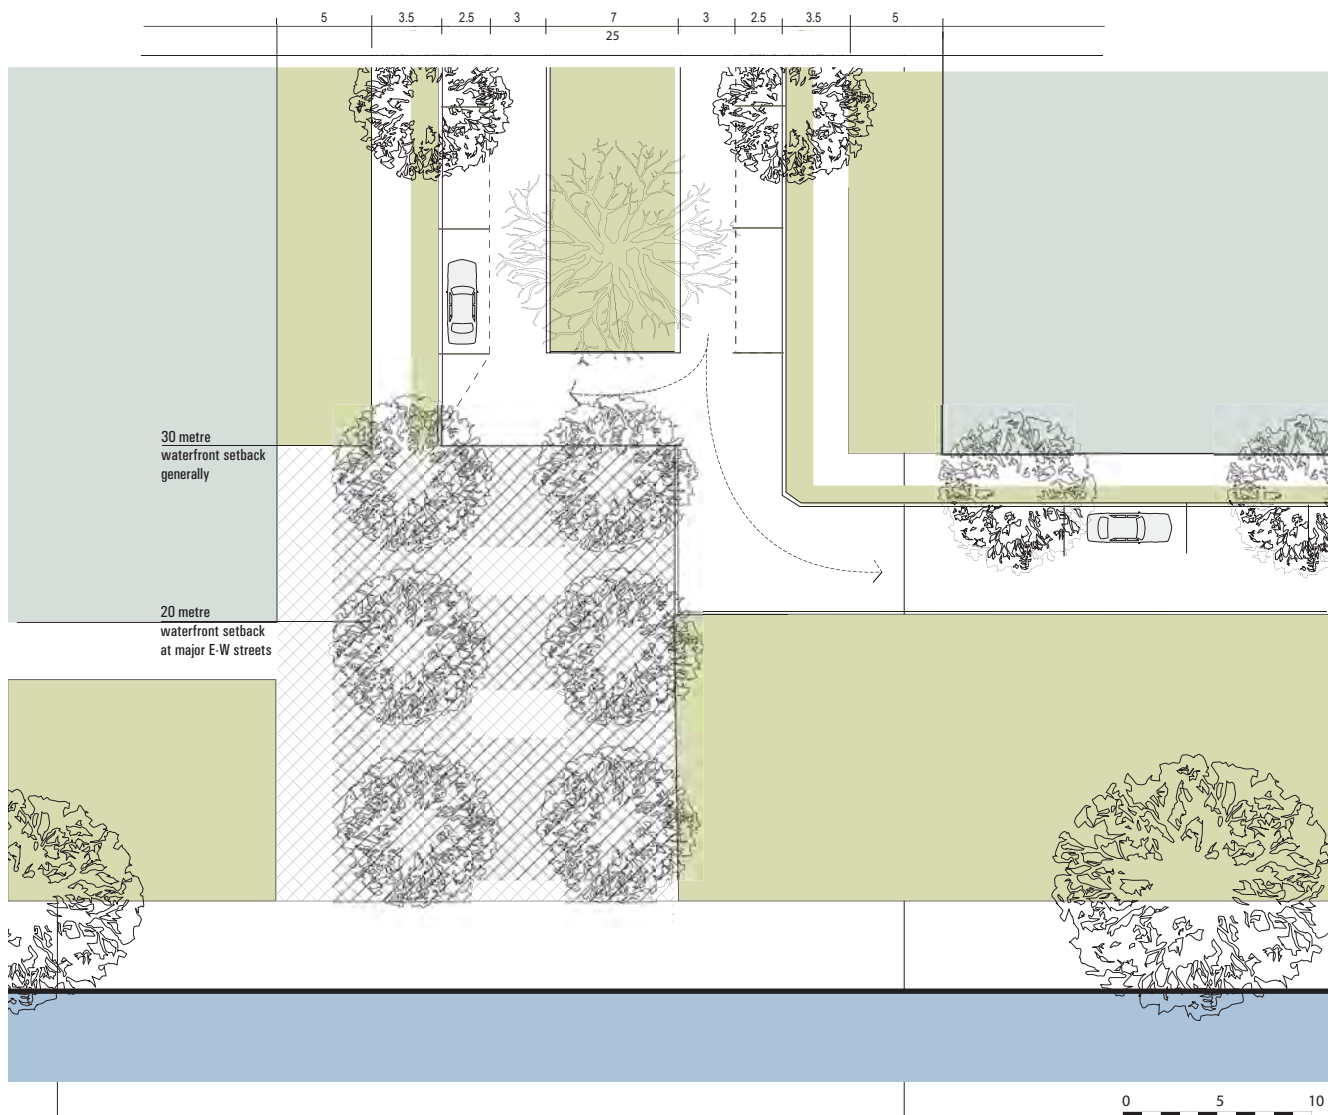 5 3.5 2.5 3 7 3 2.5 3.5 5
25
30 metre
waterfront setback
generally
20 metre
waterfront setback
at major E-W streets
0 5 10